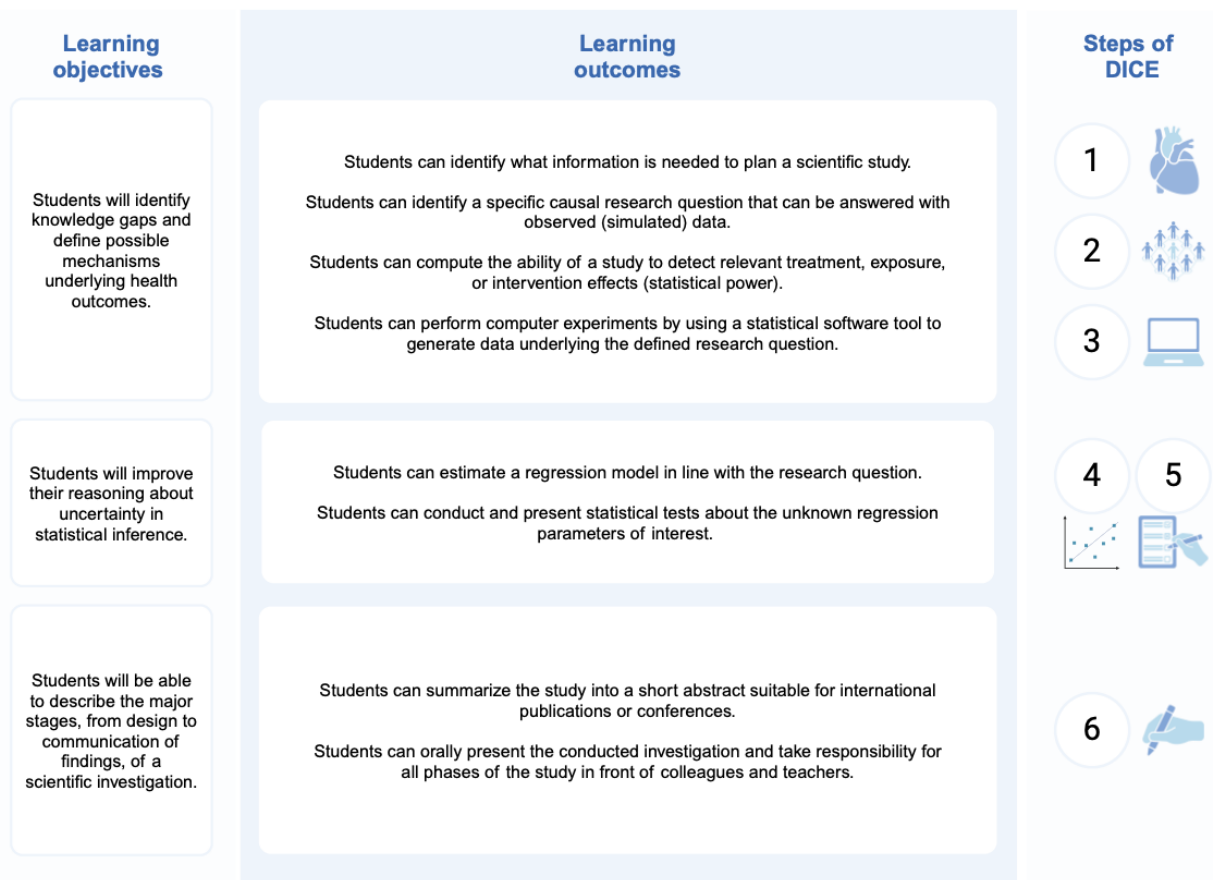 Learning
objectives
Learning
outcomes
Steps of
DICE
Students will identify
knowledge gaps and
define possible
mechanisms
underlying health
outcomes.
Students can identify what information is needed to plan a scientific study.
Students can identify a specific causal research question that can be answered with
observed (simulated) data.
Students can compute the ability of a study to detect relevant treatment, exposure,
or intervention effects (statistical power).
Students can perform computer experiments by using a statistical software tool to
generate data underlying the defined research question.
1
2
3
Students will improve
their reasoning about
uncertainty in
statistical inference.
Students can estimate a regression model in line with the research question.
Students can conduct and present statistical tests about the unknown regression
parameters of interest.
4 5
Students will be able
to describe the major
stages, from design to
communication of
findings, of a
scientific investigation.
Students can summarize the study into a short abstract suitable for international
publications or conferences.
Students can orally present the conducted investigation and take responsibility for
all phases of the study in front of colleagues and teachers.
6